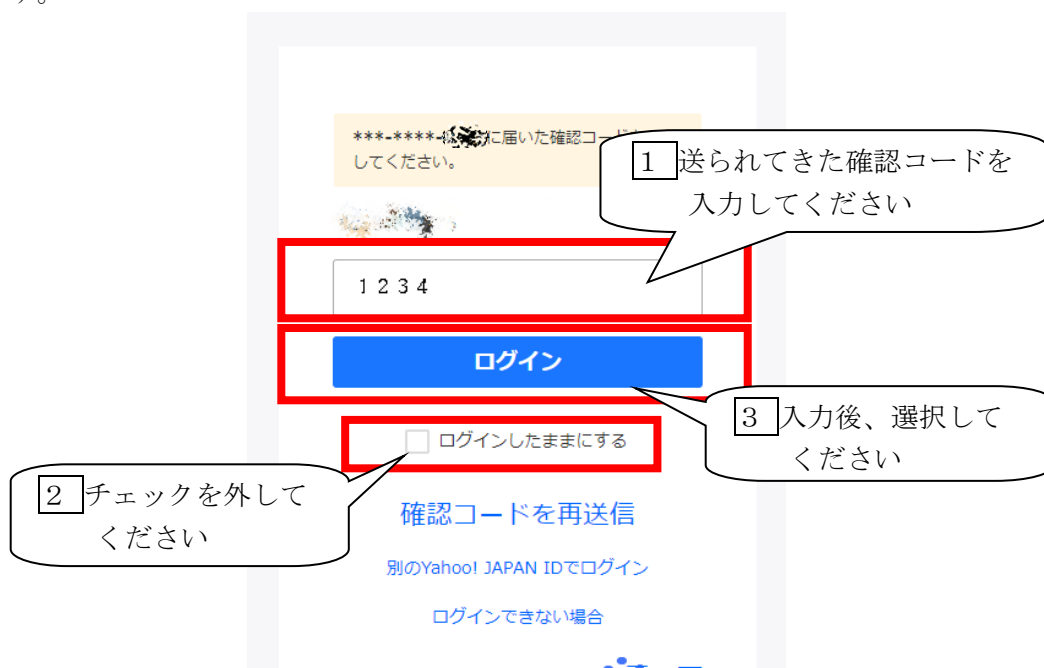 す。
***-****-に届いた確認コード
してください。
1 送られてきた確認コードを
入力してください
1234
ログイン
3 入力後、選択して
ください
ログインしたままにする
2 チェックを外して
ください
確認コードを再送信
別のYahoo! JAPAN IDでログイン
ログインできない場合